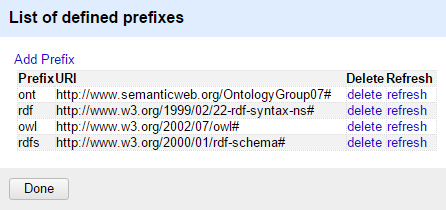 List of defined prefixes
Add Prefix
Prefix URI Delete Refresh
ont http://www.semanticweb.org/OntologyGroup07# delete refresh
rdf http://www.w3.org/1999/02/22-rdf-syntax-ns# delete refresh
owl http://www.w3.org/2002/07/owl# delete refresh
rdfs http://www.w3.org/2000/01/rdf-schema# delete refresh
Done